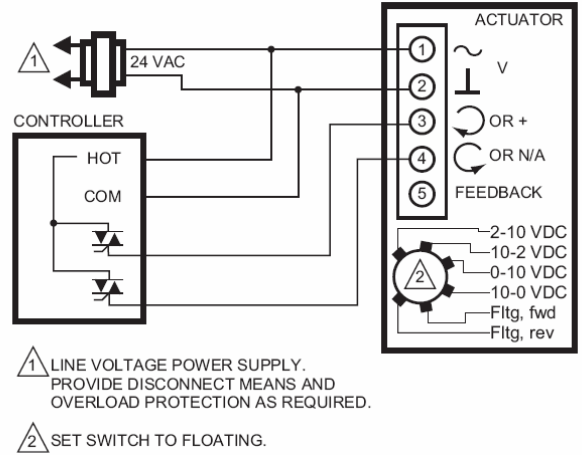 ACTUATOR
1
24 VAC
1
V
2
CONTROLLER
3 OR +
HOT
4 OR N/A
COM
5 FEEDBACK
2-10 VDC
10-2 VDC
0-10 VDC
2
10-0 VDC
Fltg, fwd
Fltg, rev
1 LINE VOLTAGE POWER SUPPLY.
PROVIDE DISCONNECT MEANS AND
OVERLOAD PROTECTION AS REQUIRED.
2 SET SWITCH TO FLOATING.